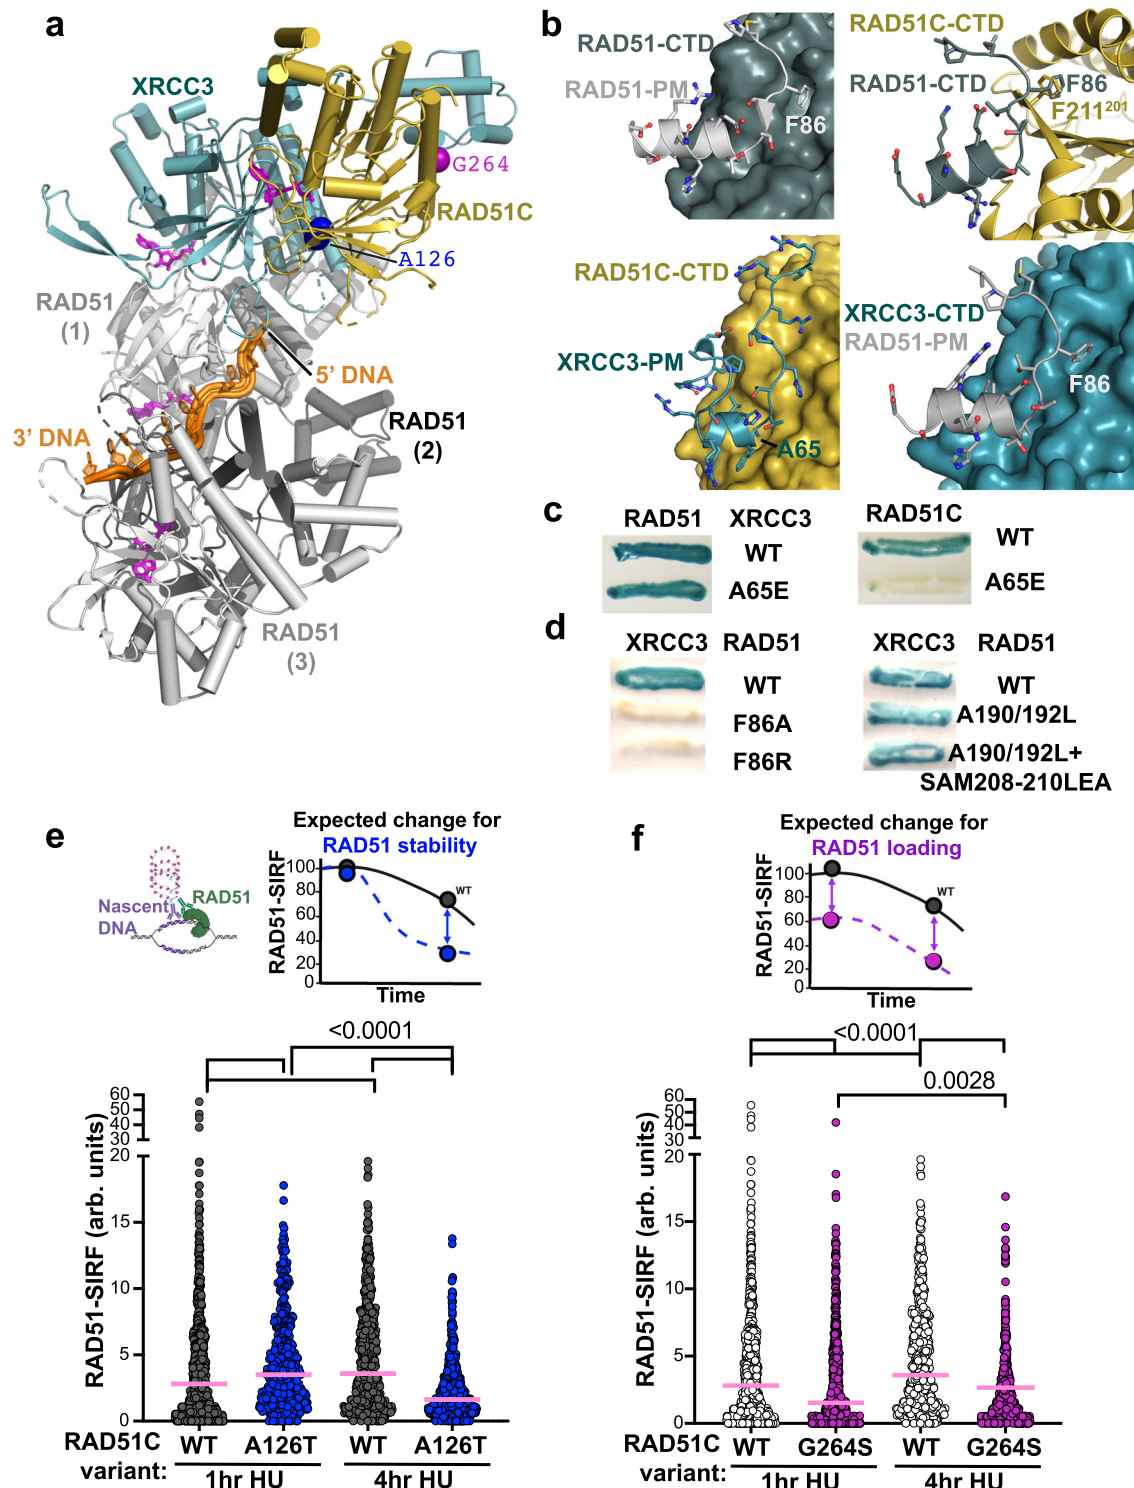 a
XRCC3
G264
RAD51C
A126
RAD51
(1)
5' DNA
3' DNA
RAD51
(2)
RAD51
(3)
b
RAD51-CTD
RAD51-PM
F86
RAD51C-CTD
RAD51-CTD
F86
F211²⁰¹
RAD51C-CTD
XRCC3-PM
A65
XRCC3-CTD
RAD51-PM
F86
c
RAD51 XRCC3
WT
A65E
RAD51C
WT
A65E
d
XRCC3 RAD51
WT
F86A
F86R
XRCC3 RAD51
WT
A190/192L
A190/192L+
SAM208-210LEA
e
RAD51
Nascent
DNA
Expected change for
RAD51 stability
RAD51-SIRF
100
80
60
40
20
0
WT
Time
<0.0001
RAD51-SIRF (arb. units)
60
50
40
30
20
15
10
5
0
RAD51C
variant:
WT A126T WT A126T
1hr HU 4hr HU
f
Expected change for
RAD51 loading
RAD51-SIRF
100
80
60
40
20
0
WT
Time
<0.0001
0.0028
RAD51-SIRF (arb. units)
60
50
40
30
20
15
10
5
0
RAD51C
variant:
WT G264S WT G264S
1hr HU 4hr HU